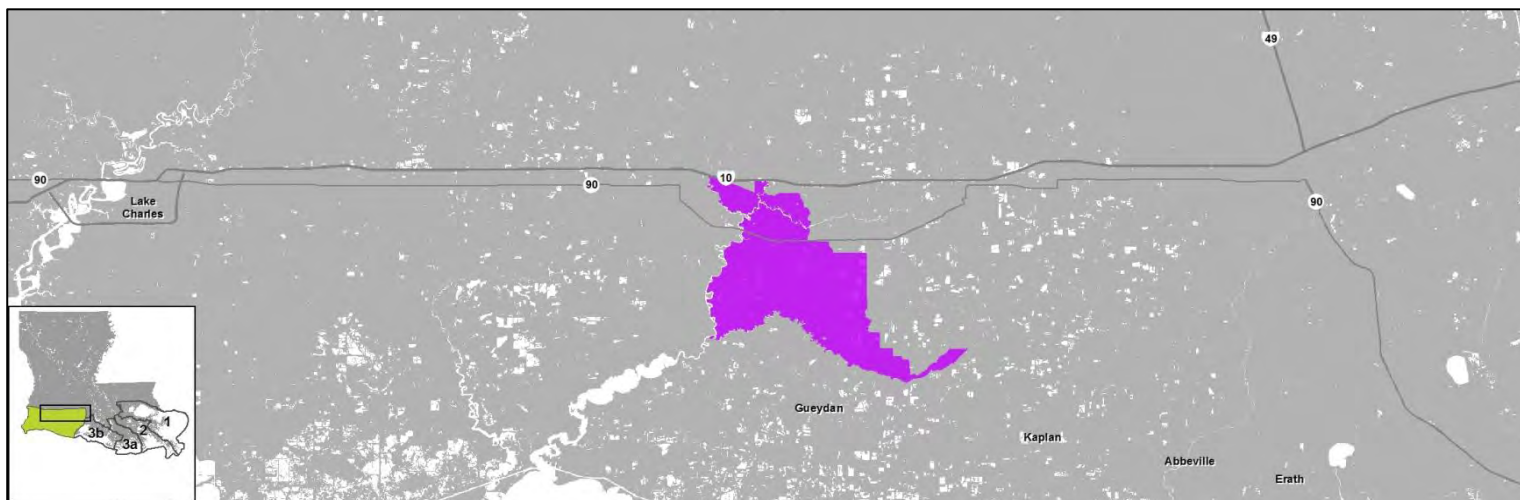 49
90
Lake
Charles
90
10
90
Gueydan
Kaplan
Abbeville
Erath
1
2
3b
3a